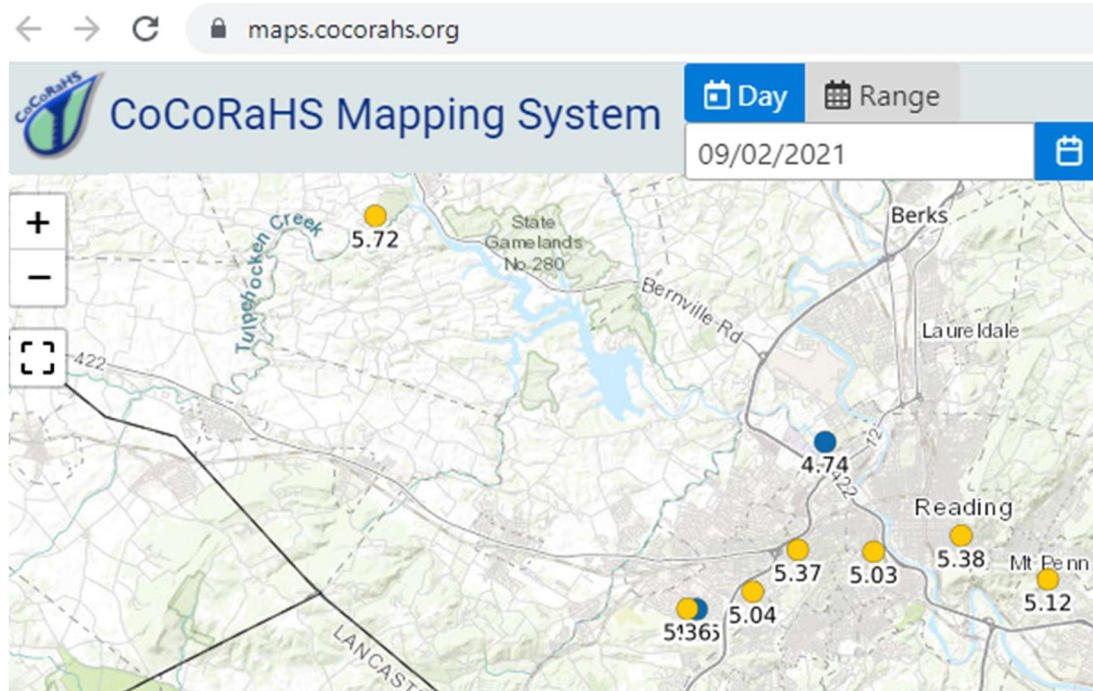 maps.cocorahs.org
CoCoRaHS
CoCoRaHS Mapping System
Day
Range
09/02/2021
+
−
Tulpehocken Creek
5.72
State
Gamelands
No 280
Berks
Bernville Rd
Laureldale
422
12
4.74
422
Reading
5.38
5.37
5.03
Mt Penn
5.12
5.04
LANCAST